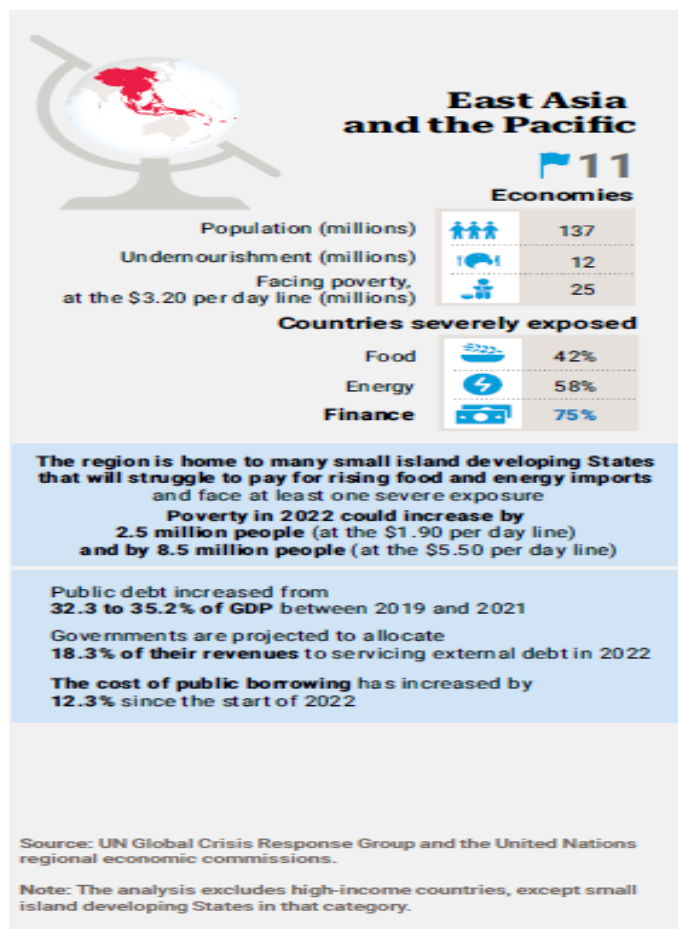 East Asia
and the Pacific
11
Economies
Population (millions) 137
Undernourishment (millions) 12
Facing poverty,
at the $3.20 per day line (millions) 25
Countries severely exposed
Food 42%
Energy 58%
Finance 75%
The region is home to many small island developing States
that will struggle to pay for rising food and energy imports
and face at least one severe exposure
Poverty in 2022 could increase by
2.5 million people (at the $1.90 per day line)
and by 8.5 million people (at the $5.50 per day line)
Public debt increased from
32.3 to 35.2% of GDP between 2019 and 2021
Governments are projected to allocate
18.3% of their revenues to servicing external debt in 2022
The cost of public borrowing has increased by
12.3% since the start of 2022
Source: UN Global Crisis Response Group and the United Nations
regional economic commissions.
Note: The analysis excludes high-income countries, except small
island developing States in that category.